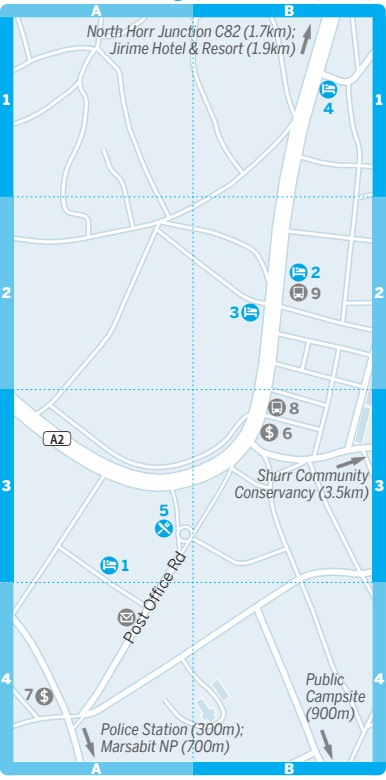 A B
North Horr Junction C82 (1.7km);
Jirime Hotel & Resort (1.9km)
1 1
4
2
9
2 2
3
8
A2
6
Shurr Community
Conservancy (3.5km)
3 3
5
1
Post Office Rd
4 4
7
$
$
Public
Campsite
(900m)
Police Station (300m);
Marsabit NP (700m)
A B